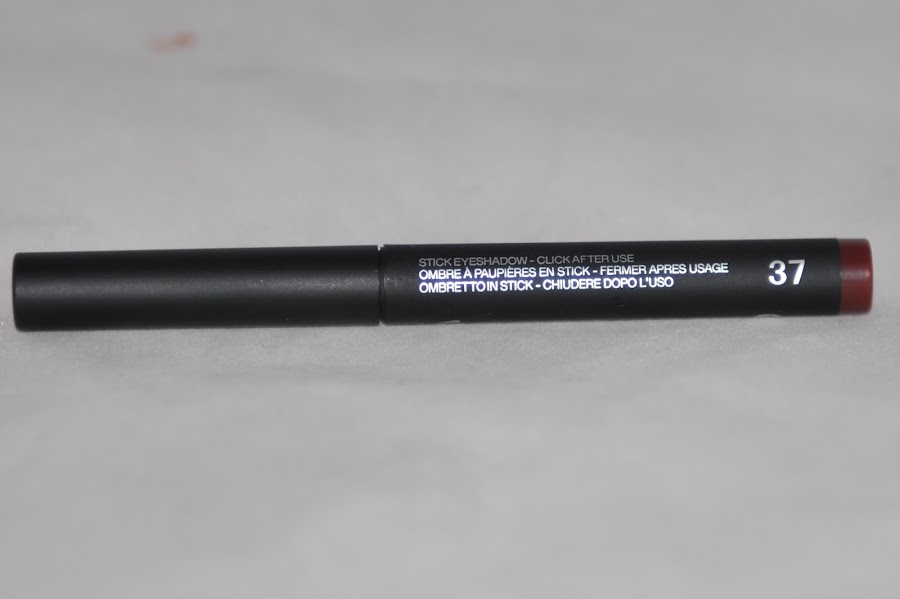 STICK EYESHADOW - CLICK AFTER USE
OMBRE À PAUPIÈRES EN STICK - FERMER APRES USAGE
OMBRETTO IN STICK - CHIUDERE DOPO L'USO
37